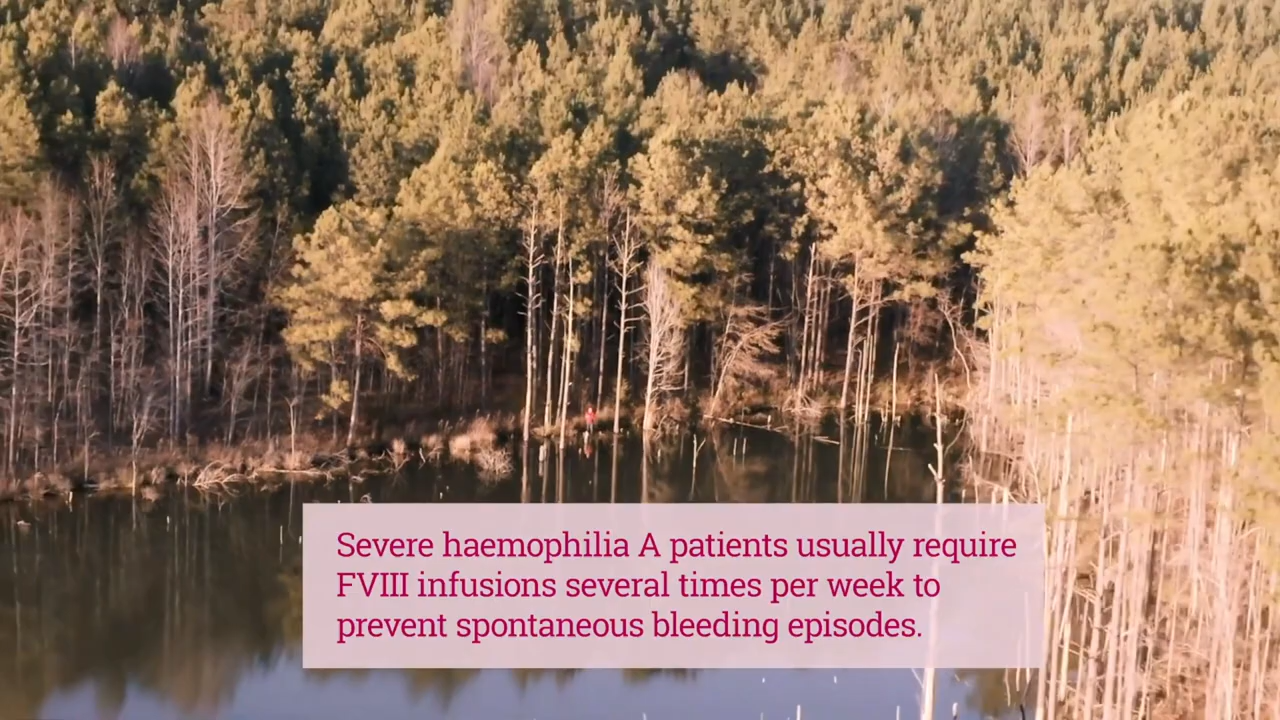 Severe haemophilia A patients usually require
FVIII infusions several times per week to
prevent spontaneous bleeding episodes.